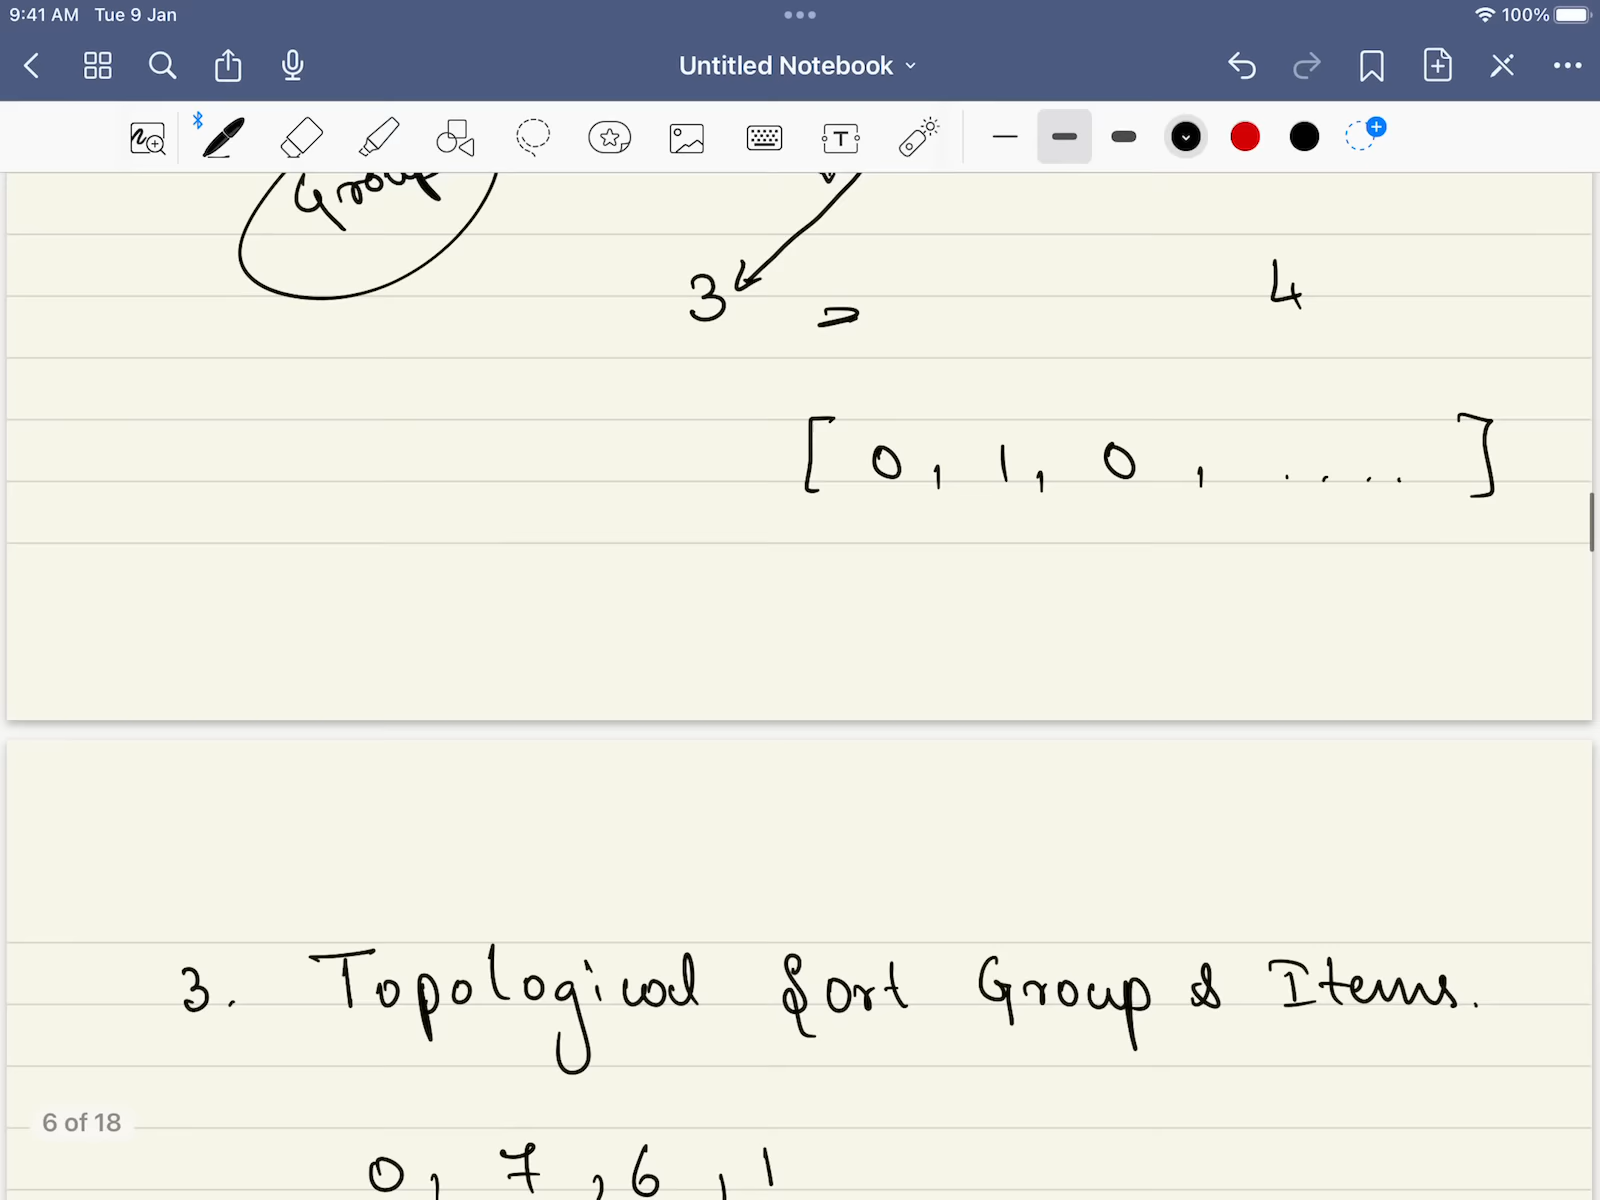 9:41 AM Tue 9 Jan
100%
Untitled Notebook
T
Group
3
4
[ 0, 1, 0, ..... ]
3. Topological Sort Group & Items.
6 of 18
0, 7, 6, 1